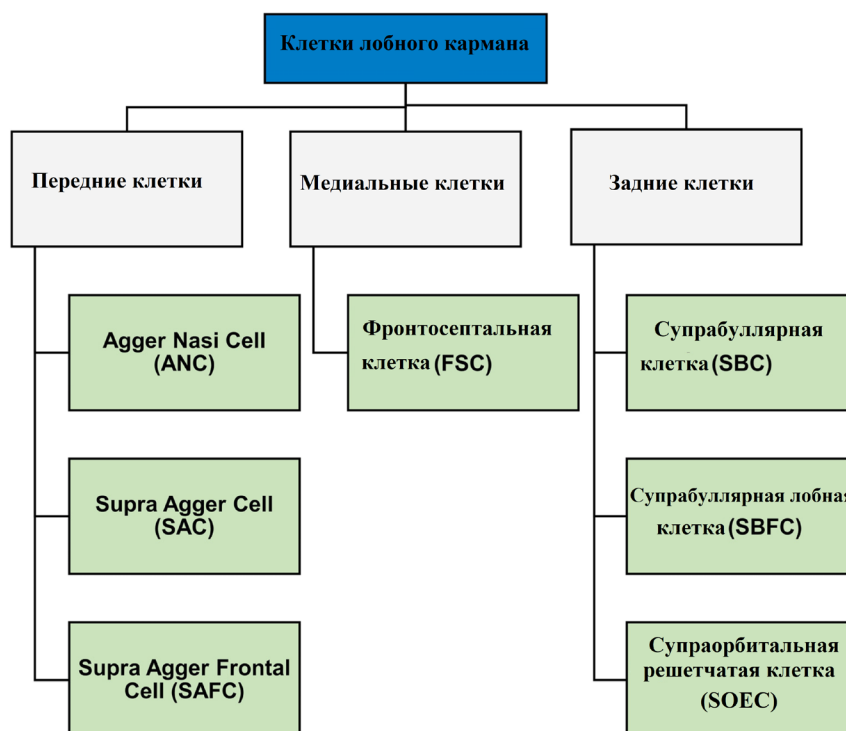 Клетки лобного кармана
Передние клетки
Медиальные клетки
Задние клетки
Agger Nasi Cell
(ANC)
Фронтосептальная
клетка (FSC)
Супрабуллярная
клетка (SBC)
Supra Agger Cell
(SAC)
Супрабуллярная лобная
клетка (SBFC)
Supra Agger Frontal
Cell (SAFC)
Супраорбитальная
решетчатая клетка
(SOEC)